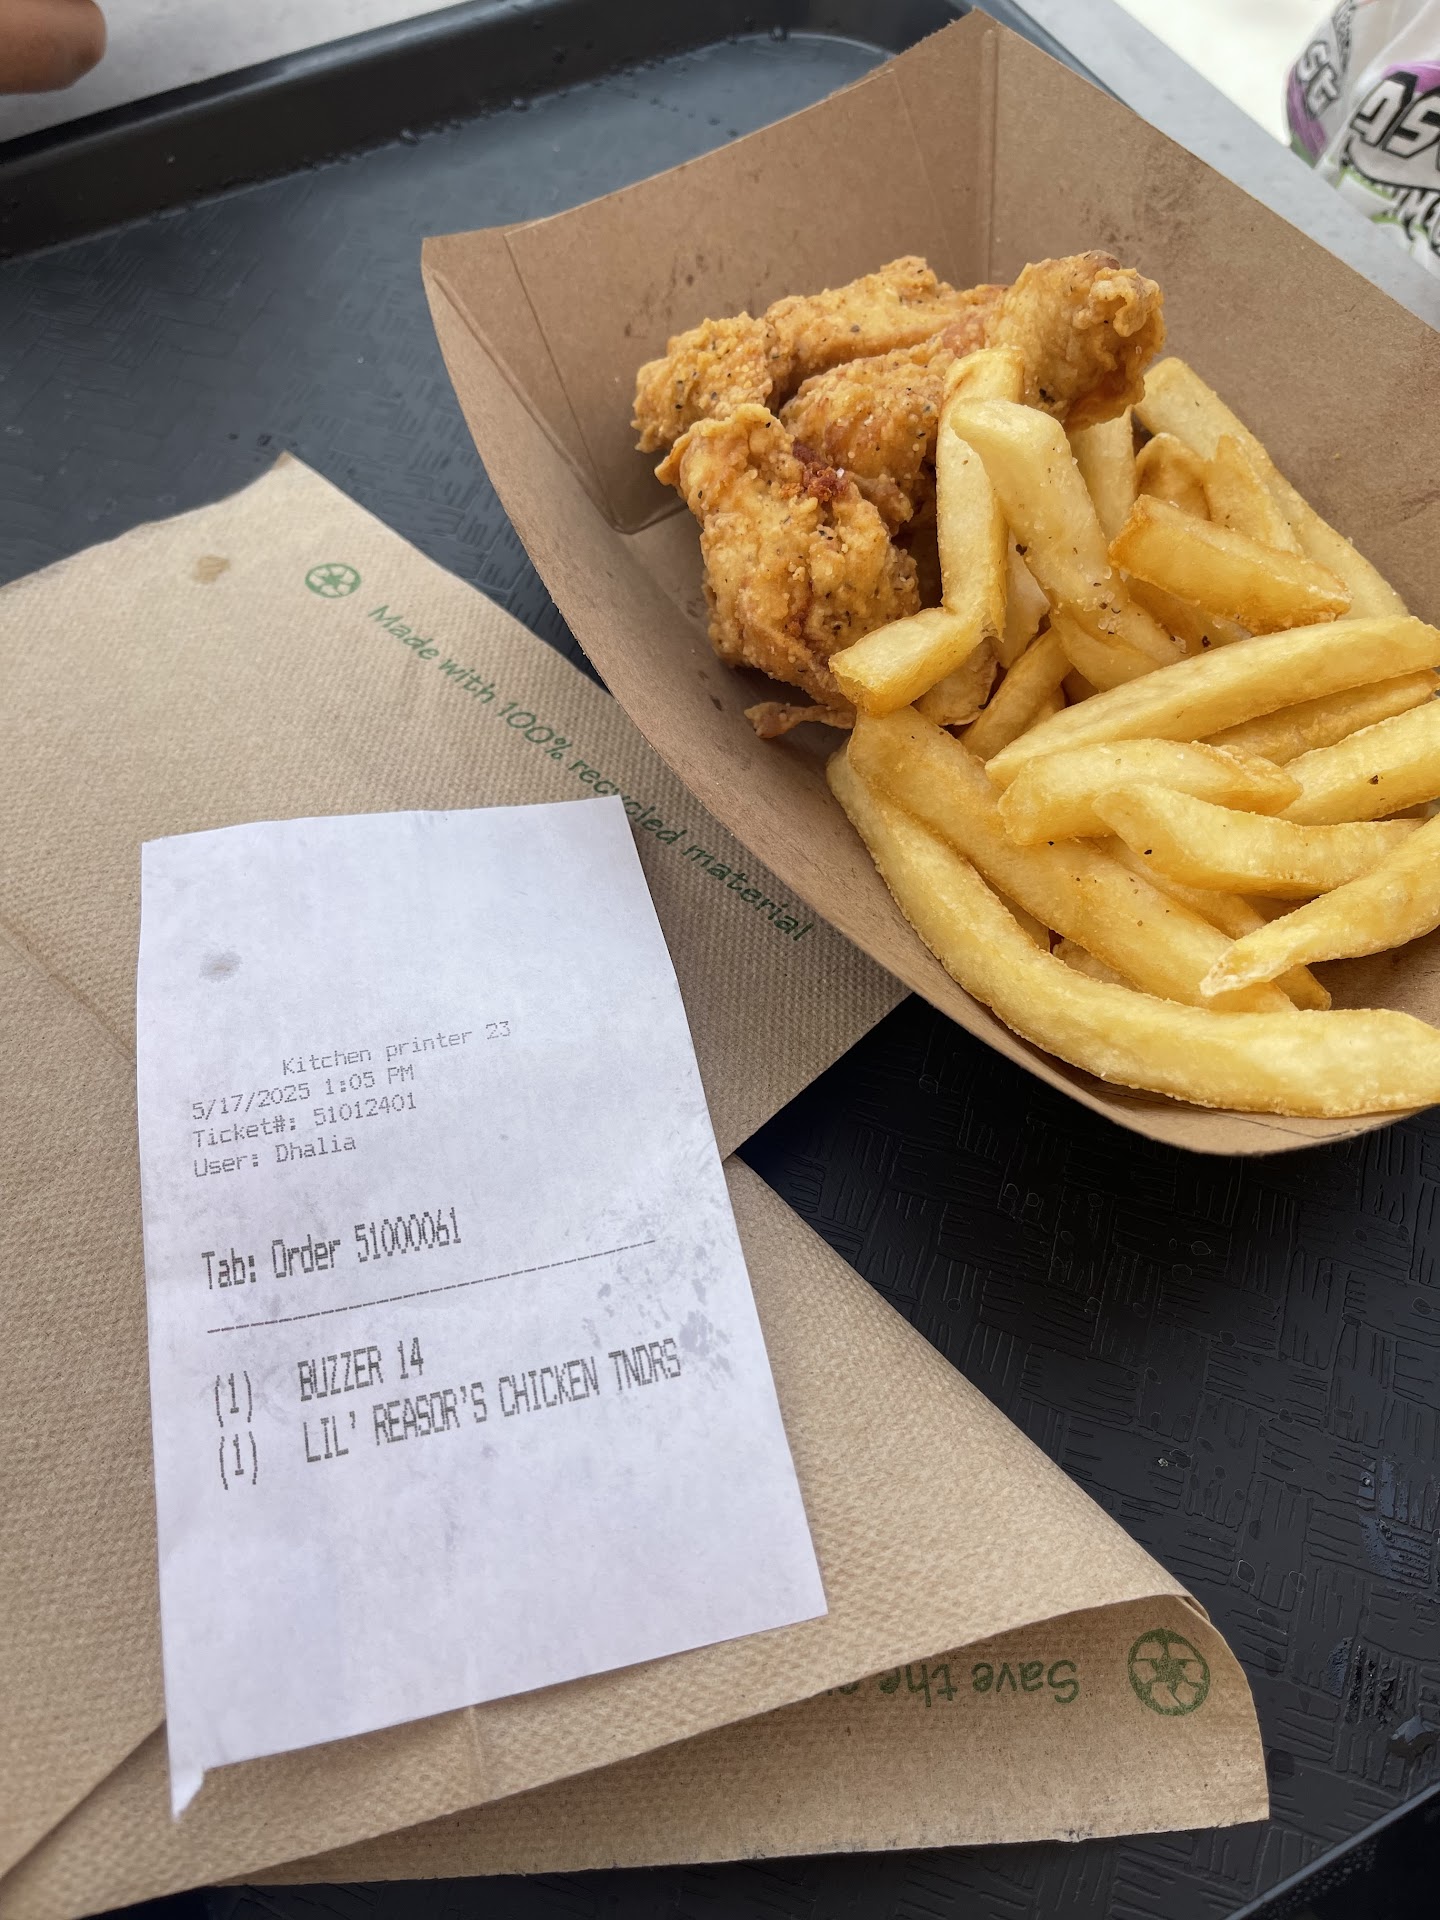 Made with 100% recycled material
Kitchen printer 23
5/17/2025 1:05 PM
Ticket#: 51012401
User: Dhalia
Tab: Order 51000061
(1) BUZZER 14
(1) LIL' REASOR'S CHICKEN TNDRS
Save the